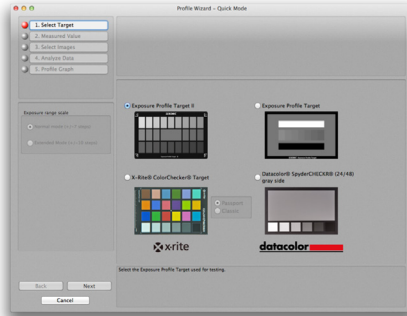 Profile Wizard - Quick Mode
1. Select Target
2. Measured Value
3. Select Images
4. Analyze Data
5. Profile Graph
Exposure range scale
Exposure Profile Target II
Exposure Profile Target
X-Rite® ColorChecker® Target
Passport
Classic
Datacolor® SpyderCHECKR® (24/48)
gray side
x-rite
datacolor
Select the Exposure Profile Target used for testing.
Back
Next
Cancel